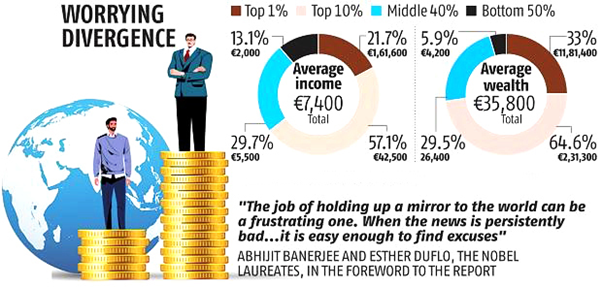 WORRYING
DIVERGENCE
Top 1% Top 10% Middle 40% Bottom 50%
13.1%
€2,000
21.7%
€1,61,600
Average
income
€7,400
Total
29.7%
€5,500
57.1%
€42,500
5.9%
€4,200
33%
€11,81,400
Average
wealth
€35,800
Total
29.5%
26,400
64.6%
€2,31,300
"The job of holding up a mirror to the world can be
a frustrating one. When the news is persistently
bad...it is easy enough to find excuses"
ABHIJIT BANERJEE AND ESTHER DUFLO, THE NOBEL
LAUREATES, IN THE FOREWORD TO THE REPORT